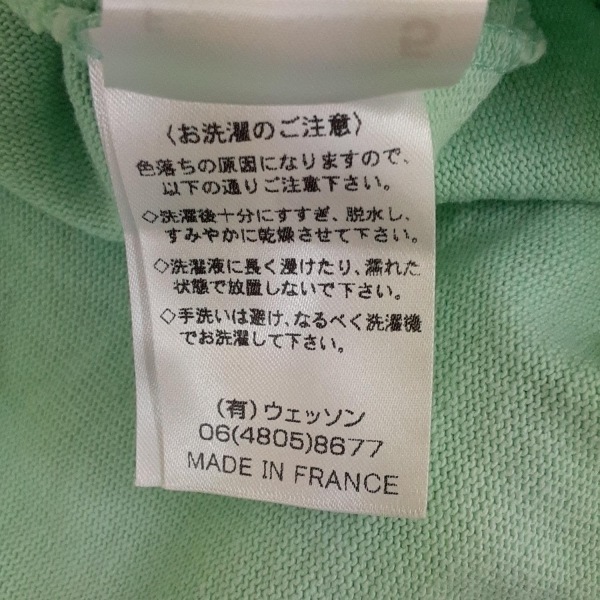 〈お洗濯のご注意〉
色落ちの原因になりますので、
以下の通りご注意下さい。
◇洗濯後十分にすすぎ、脱水し、
すみやかに乾燥させて下さい。
◇洗濯液に長く浸けたり、濡れた
状態で放置しないで下さい。
◇手洗いは避け、なるべく洗濯機
でお洗濯して下さい。
(有)ウェッソン
06(4805)8677
MADE IN FRANCE